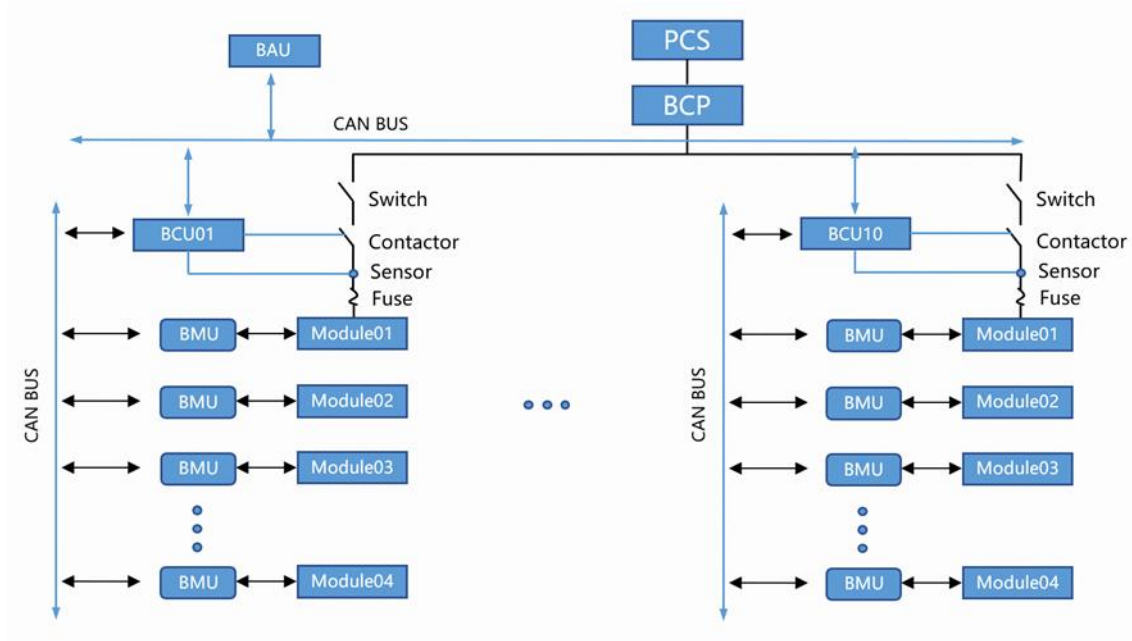 BAU
PCS
BCP
CAN BUS
Switch
BCU01
Contactor
Sensor
Fuse
BMU
Module01
BMU
Module02
BMU
Module03
BMU
Module04
CAN BUS
Switch
BCU10
Contactor
Sensor
Fuse
BMU
Module01
BMU
Module02
BMU
Module03
BMU
Module04
CAN BUS